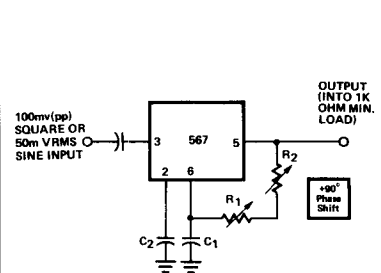 100mv(pp)
SQUARE OR
50m VRMS
SINE INPUT
3
567
5
2
6
OUTPUT
(INTO 1K
OHM MIN.
LOAD)
R2
R1
+90°
Phase
Shift
C2
C1